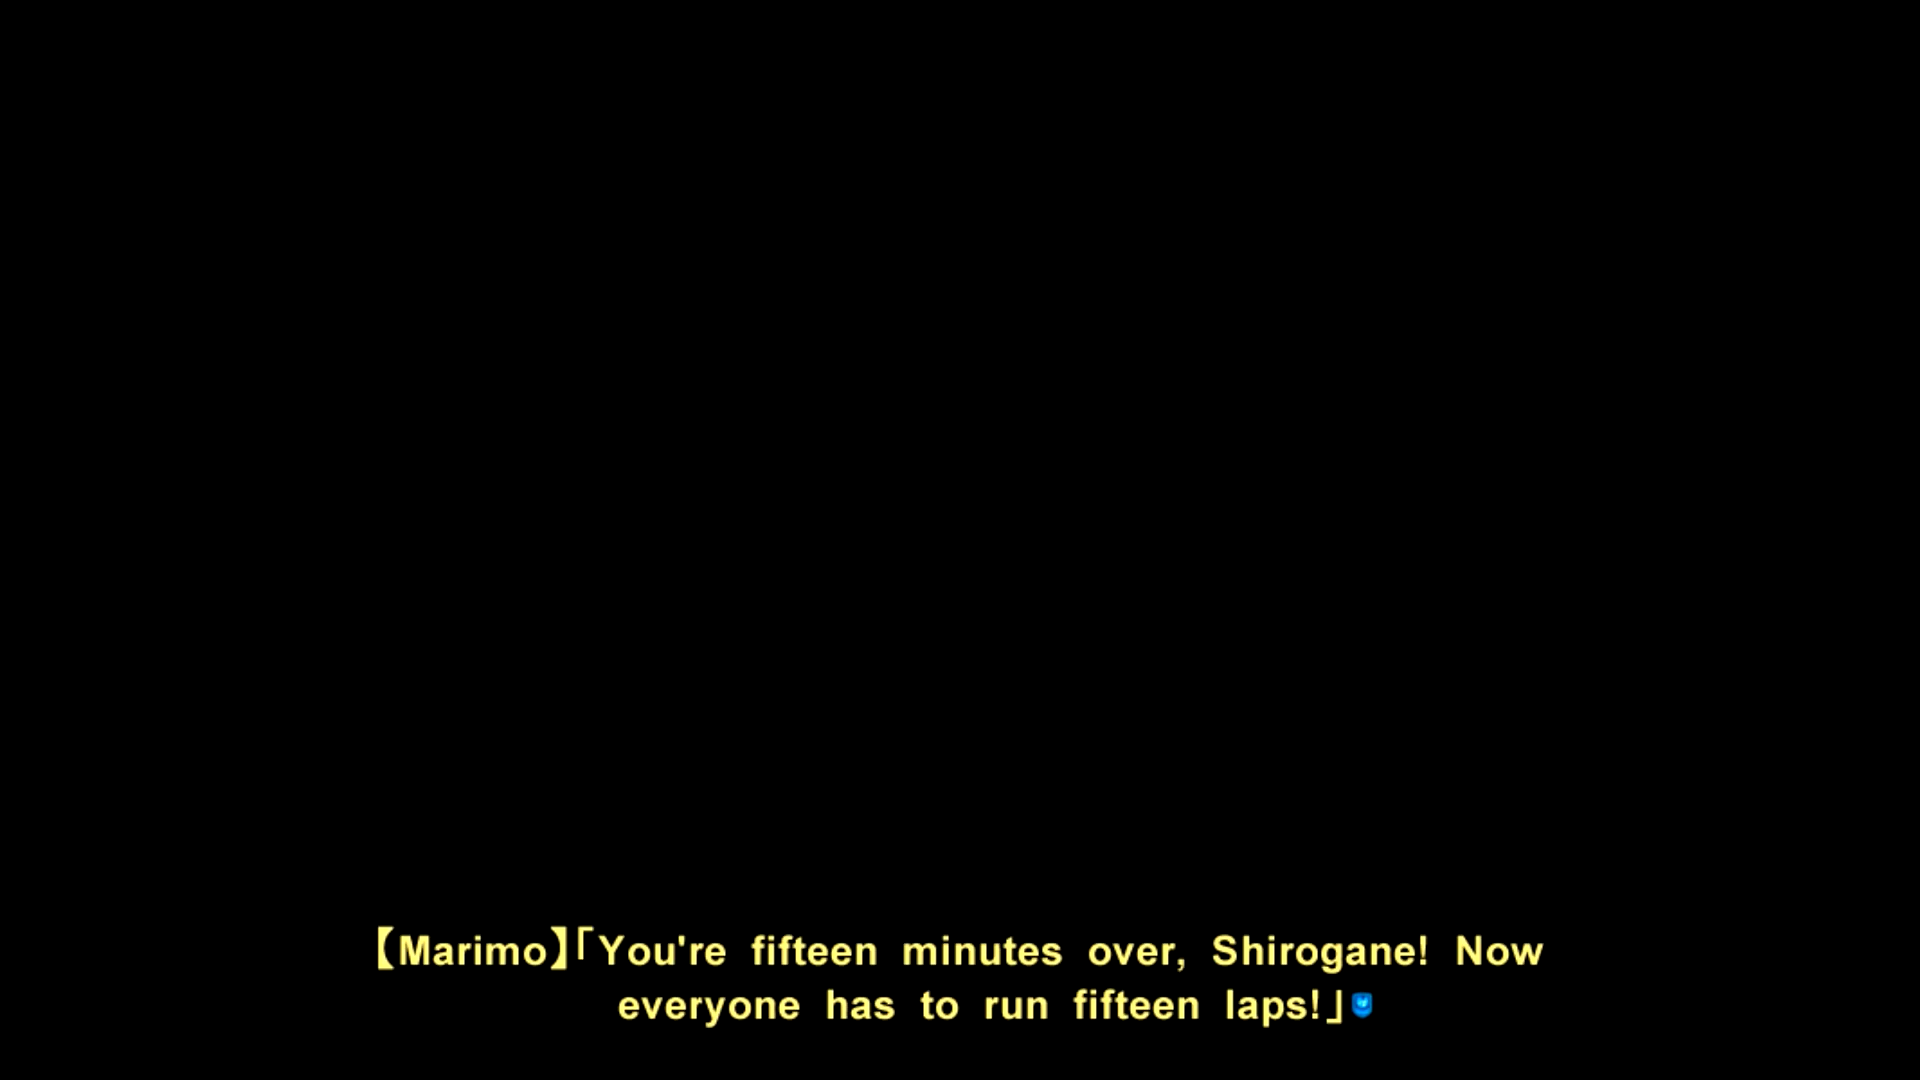 【Marimo】「You're fifteen minutes over, Shirogane! Now
everyone has to run fifteen laps!」